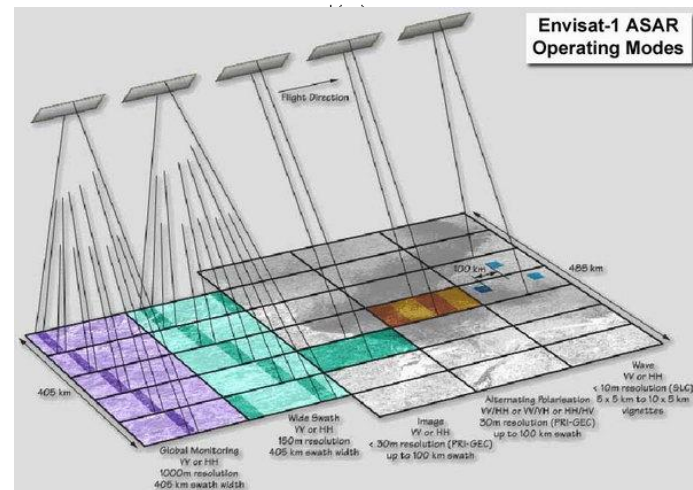 Envisat-1 ASAR
Operating Modes
Flight Direction
100 km
485 km
405 km
Global Monitoring
VV or HH
1000m resolution
405 km swath width
Wide Swath
VV or HH
150m resolution
405 km swath width
Image
VV or HH
< 30m resolution (PRI-GEC)
up to 100 km swath
Alternating Polarisation
VV/HH or VV/VH or HH/HV
30m resolution (PRI-GEC)
up to 100 km swath
Wave
VV or HH
< 10m resolution (SLC)
5 x 5 km to 10 x 5 km
vignettes